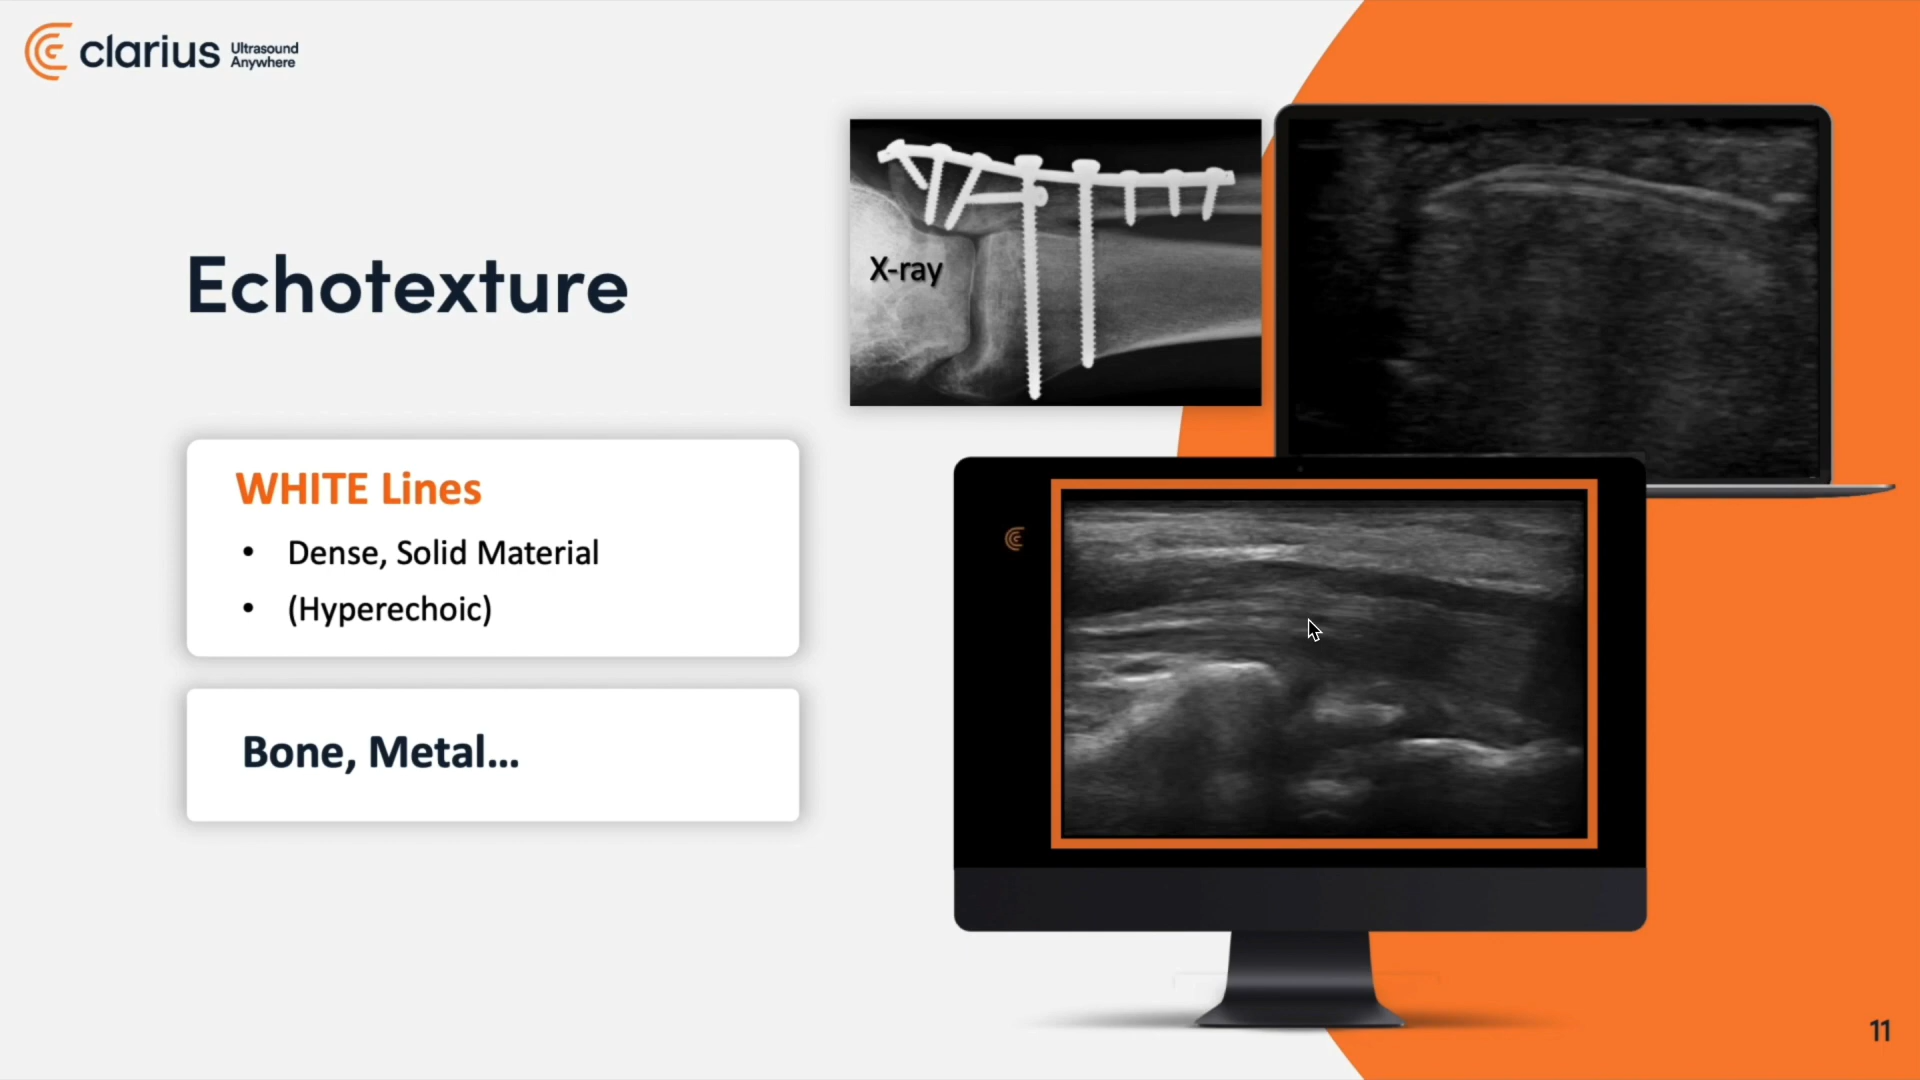 clarius Ultrasound
Anywhere
Echotexture
WHITE Lines
• Dense, Solid Material
• (Hyperechoic)
Bone, Metal...
X-ray
11